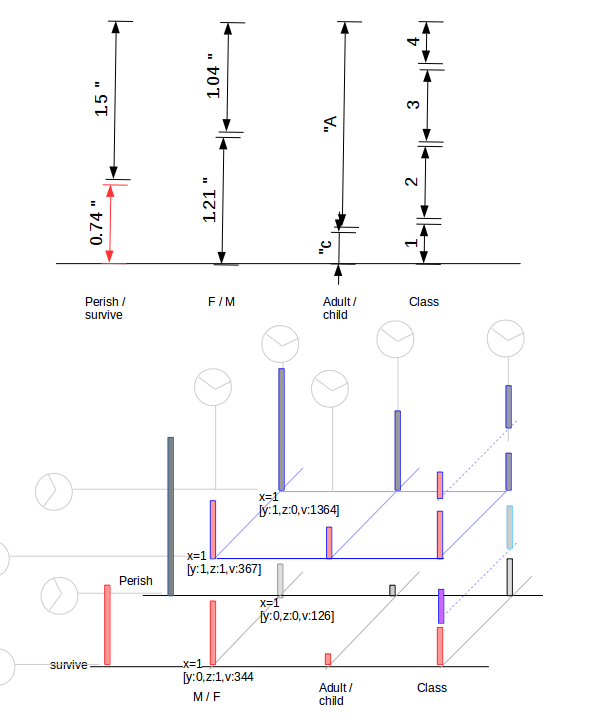 1.5 "
1.04 "
"A
4
3
0.74 "
1.21 "
"c
2
1
Perish /
survive
F / M
Adult /
child
Class
x=1
[y:1,z:0,v:1364]
x=1
[y:1,z:1,v:367]
Perish
x=1
[y:0,z:0,v:126]
survive
x=1
[y:0,z:1,v:344
M / F
Adult /
child
Class